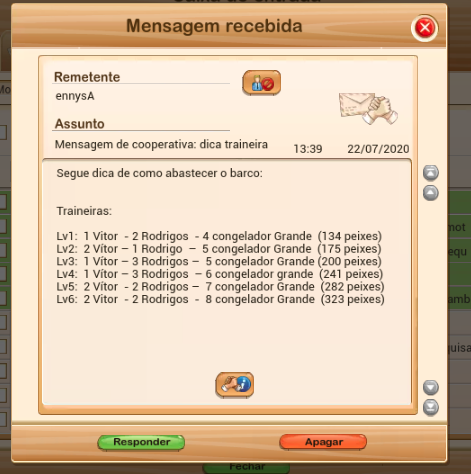 Mensagem recebida
Remetente
ennysA
Assunto
Mensagem de cooperativa: dica traineira 13:39 22/07/2020
Segue dica de como abastecer o barco:
Traineiras:
Lv1: 1 Vítor - 2 Rodrigos - 4 congelador Grande (134 peixes)
Lv2: 2 Vítor – 1 Rodrigo – 5 congelador Grande (175 peixes)
Lv3: 1 Vítor – 3 Rodrigos – 5 congelador Grande (200 peixes)
Lv4: 1 Vítor – 3 Rodrigos – 6 congelador grande (241 peixes)
Lv5: 2 Vítor - 2 Rodrigos – 7 congelador Grande (282 peixes)
Lv6: 2 Vítor - 2 Rodrigos - 8 congelador Grande (323 peixes)
Responder Apagar
Fechar